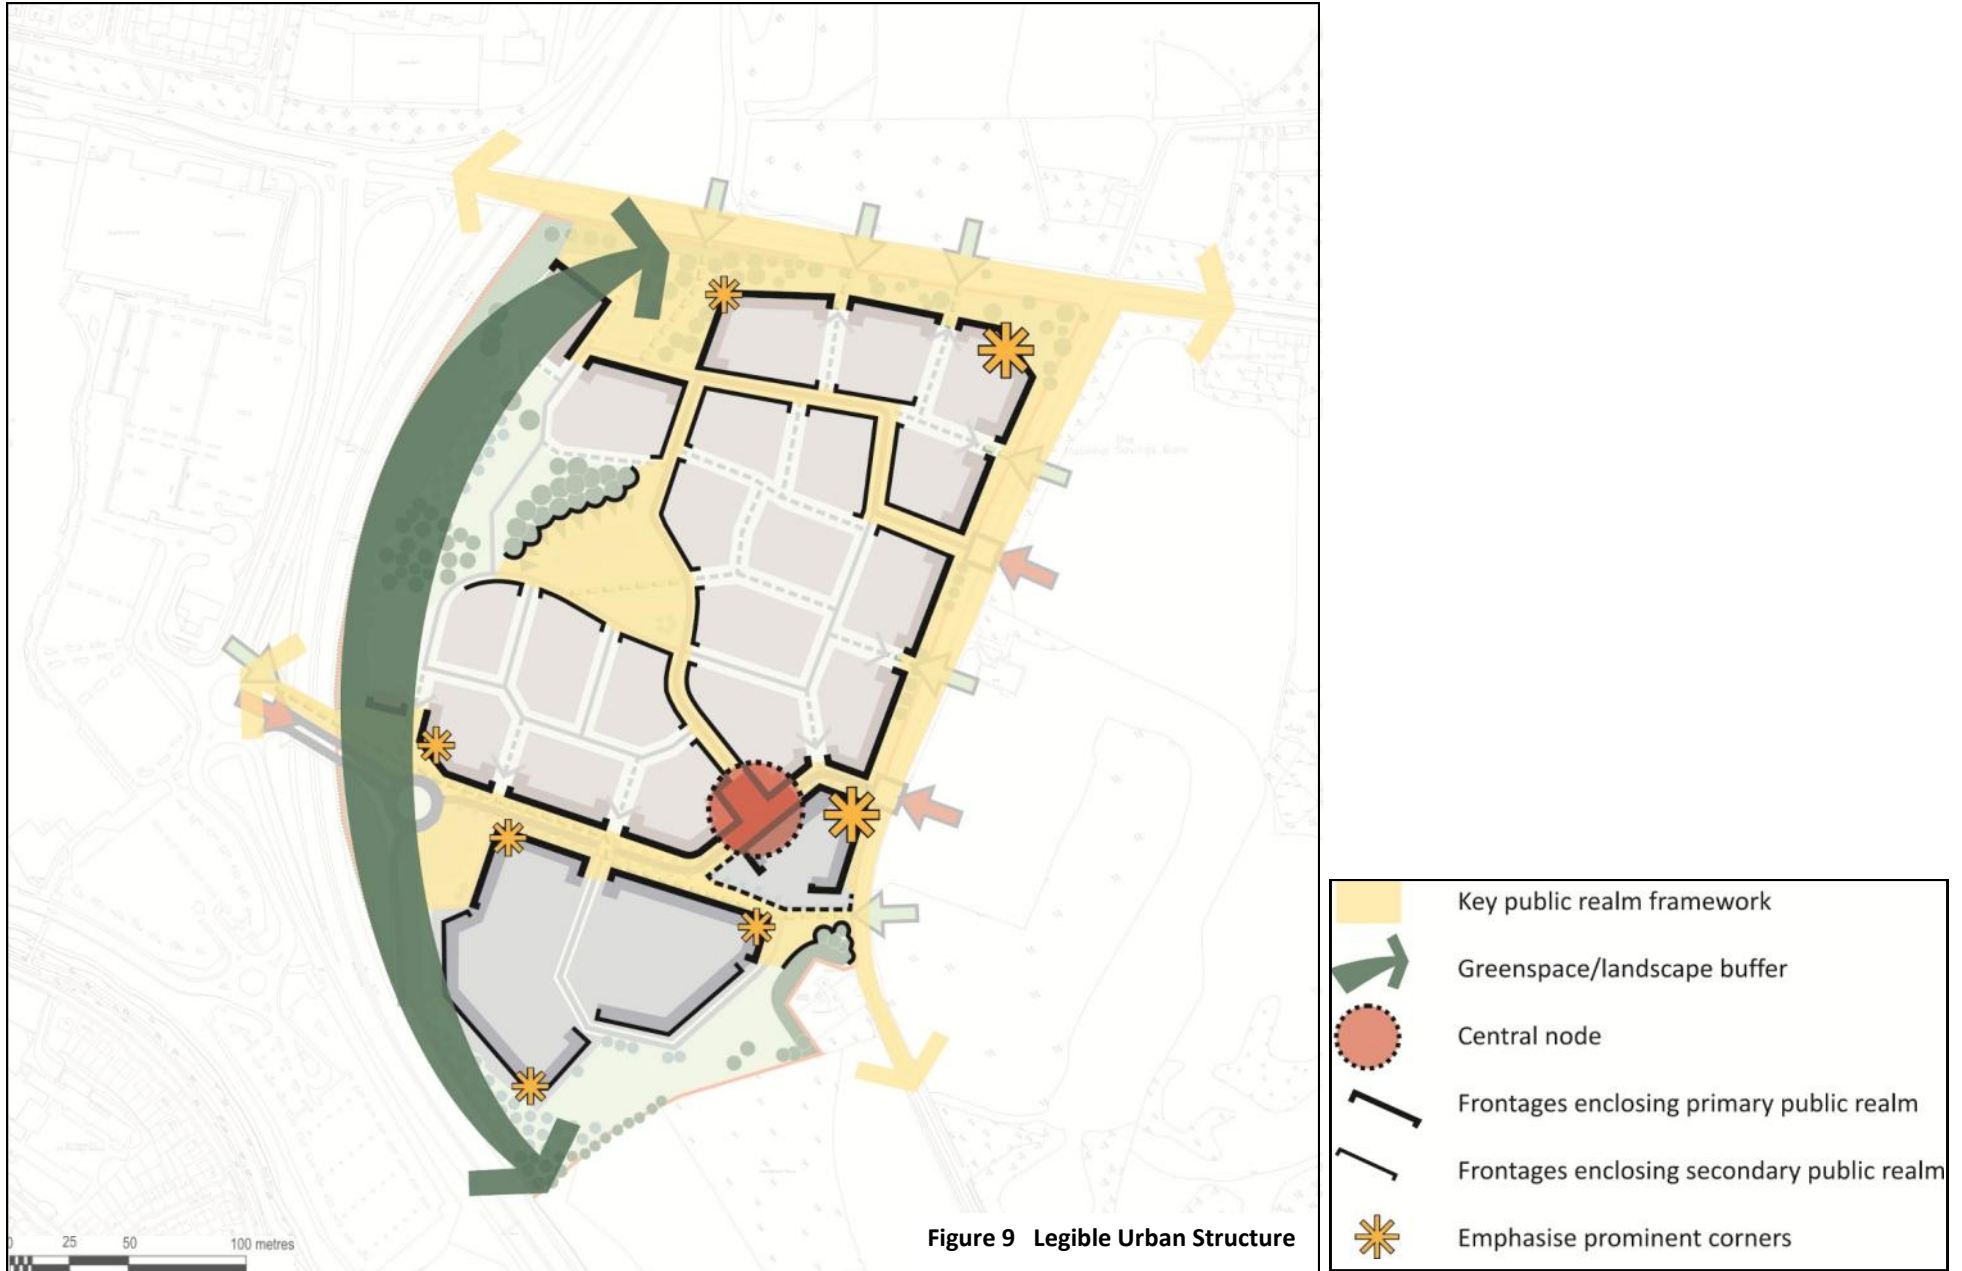 0 25 50 100 metres
Figure 9 Legible Urban Structure
Key public realm framework
Greenspace/landscape buffer
Central node
Frontages enclosing primary public realm
Frontages enclosing secondary public realm
Emphasise prominent corners